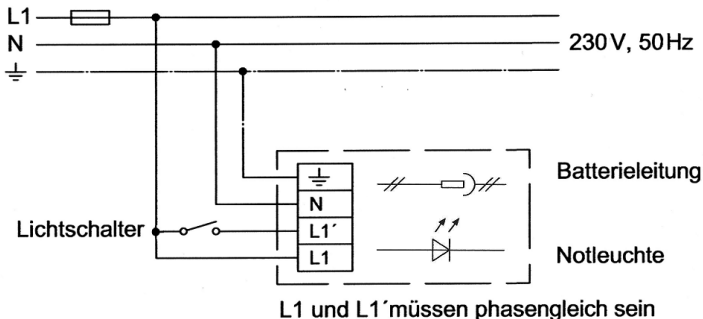 L1
N
230V, 50Hz
Batterieleitung
N
Lichtschalter
L1´
L1
Notleuchte
L1 und L1´müssen phasengleich sein